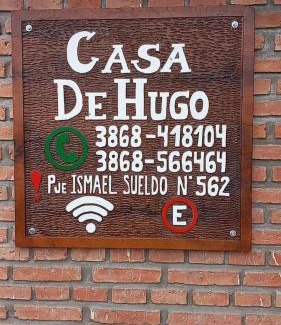 CASA
DE HUGO
3868-418104
3868-566464
! PJE ISMAEL SUELDO N° 562
E